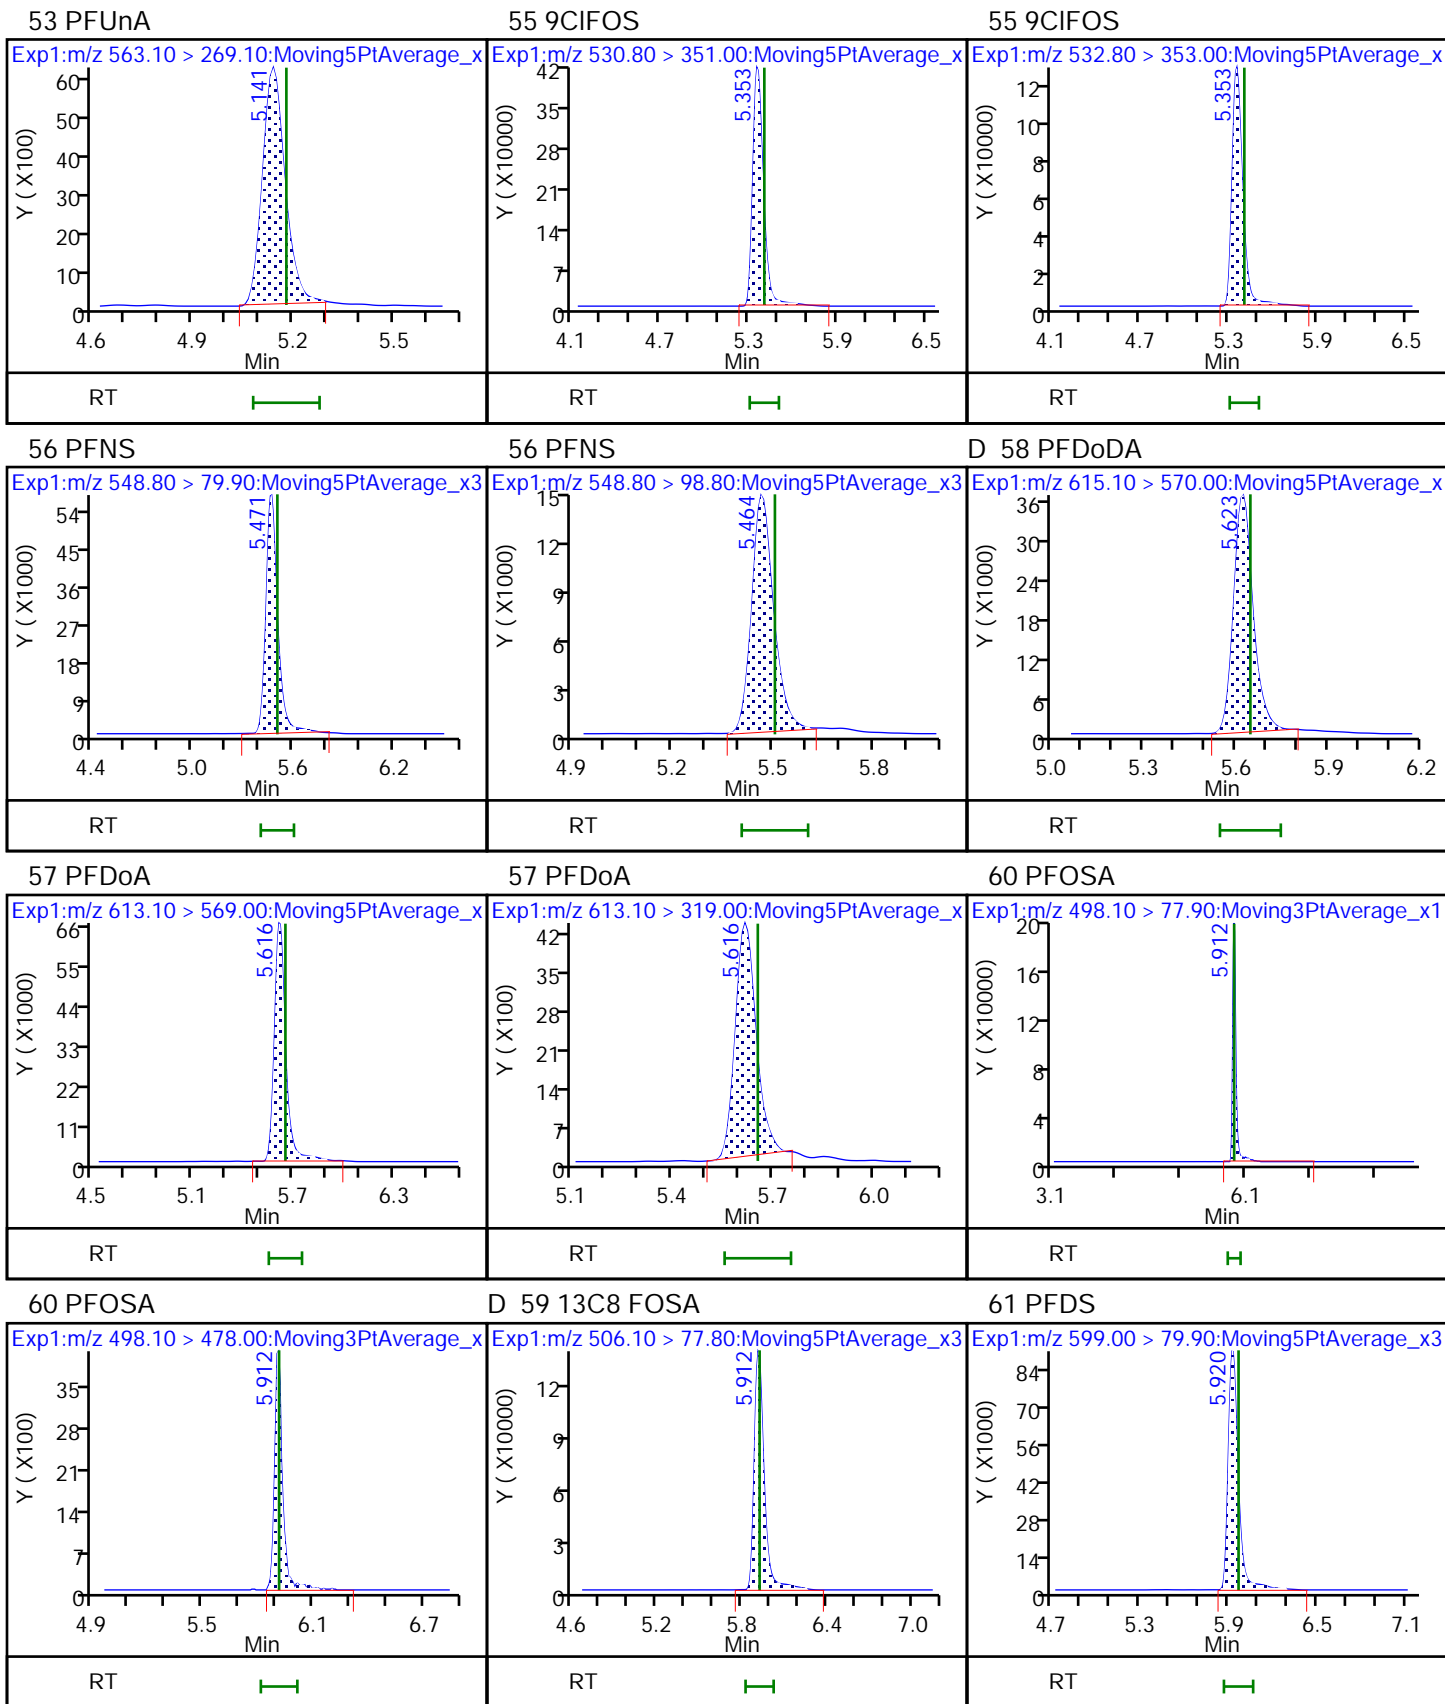 53 PFUnA
Exp1:m/z 563.10 > 269.10:Moving5PtAverage_x
Y ( X100)
60
50
40
30
20
10
0
5.141
4.6 4.9 5.2 5.5
Min
RT
55 9ClFOS
Exp1:m/z 530.80 > 351.00:Moving5PtAverage_x
Y ( X10000)
42
35
28
21
14
7
0
5.353
4.1 4.7 5.3 5.9 6.5
Min
RT
55 9ClFOS
Exp1:m/z 532.80 > 353.00:Moving5PtAverage_x
Y ( X10000)
12
10
8
6
4
2
0
5.353
4.1 4.7 5.3 5.9 6.5
Min
RT
56 PFNS
Exp1:m/z 548.80 > 79.90:Moving5PtAverage_x3
Y ( X1000)
54
45
36
27
18
9
0
5.471
4.4 5.0 5.6 6.2
Min
RT
56 PFNS
Exp1:m/z 548.80 > 98.80:Moving5PtAverage_x3
Y ( X1000)
15
12
9
6
3
0
5.464
4.9 5.2 5.5 5.8
Min
RT
D 58 PFDoDA
Exp1:m/z 615.10 > 570.00:Moving5PtAverage_x
Y ( X10000)
36
30
24
18
12
6
0
5.623
5.0 5.3 5.6 5.9 6.2
Min
RT
57 PFDoA
Exp1:m/z 613.10 > 569.00:Moving5PtAverage_x
Y ( X1000)
66
55
44
33
22
11
0
5.616
4.5 5.1 5.7 6.3
Min
RT
57 PFDoA
Exp1:m/z 613.10 > 319.00:Moving5PtAverage_x
Y ( X100)
42
35
28
21
14
7
0
5.616
5.1 5.4 5.7 6.0
Min
RT
60 PFOSA
Exp1:m/z 498.10 > 77.90:Moving3PtAverage_x1
Y ( X10000)
20
16
12
8
4
0
5.912
3.1 6.1
Min
RT
60 PFOSA
Exp1:m/z 498.10 > 478.00:Moving3PtAverage_x
Y ( X100)
35
28
21
14
7
0
5.912
4.9 5.5 6.1 6.7
Min
RT
D 59 13C8 FOSA
Exp1:m/z 506.10 > 77.80:Moving5PtAverage_x3
Y ( X10000)
12
9
6
3
0
5.912
4.6 5.2 5.8 6.4 7.0
Min
RT
61 PFDS
Exp1:m/z 599.00 > 79.90:Moving5PtAverage_x3
Y ( X1000)
84
70
56
42
28
14
0
5.920
4.7 5.3 5.9 6.5 7.1
Min
RT